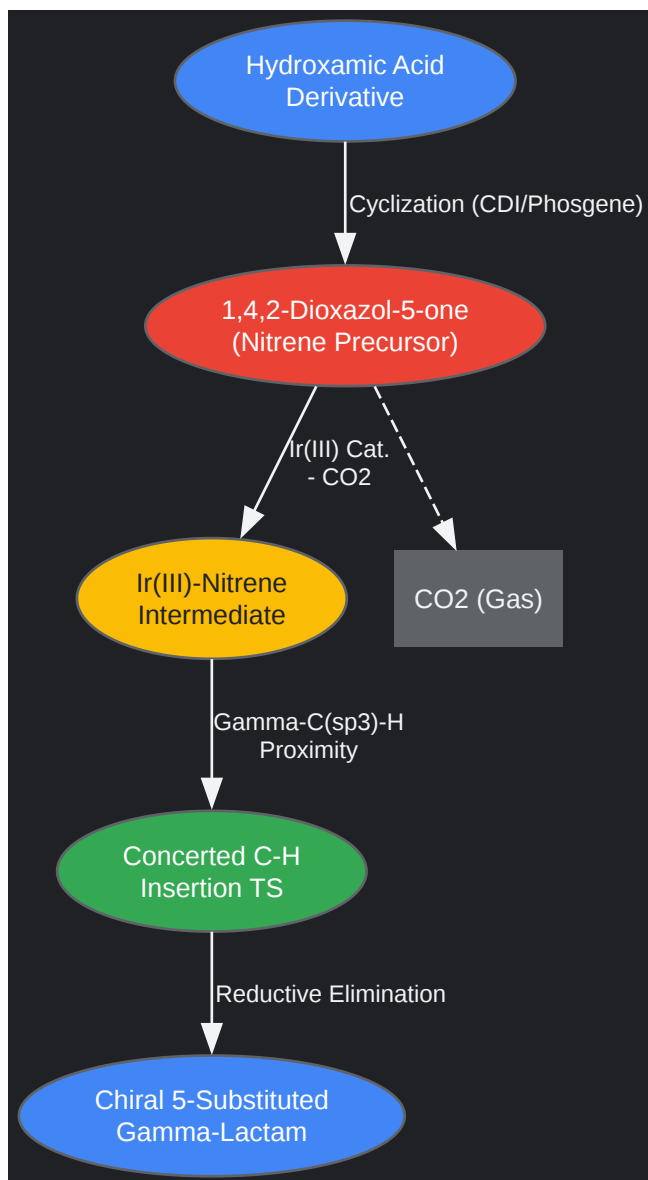 Hydroxamic Acid
Derivative
Cyclization (CDI/Phosgene)
1,4,2-Dioxazol-5-one
(Nitrene Precursor)
Ir(III) Cat.
- CO2
Ir(III)-Nitrene
Intermediate
CO2 (Gas)
Gamma-C(sp3)-H
Proximity
Concerted C-H
Insertion TS
Reductive Elimination
Chiral 5-Substituted
Gamma-Lactam